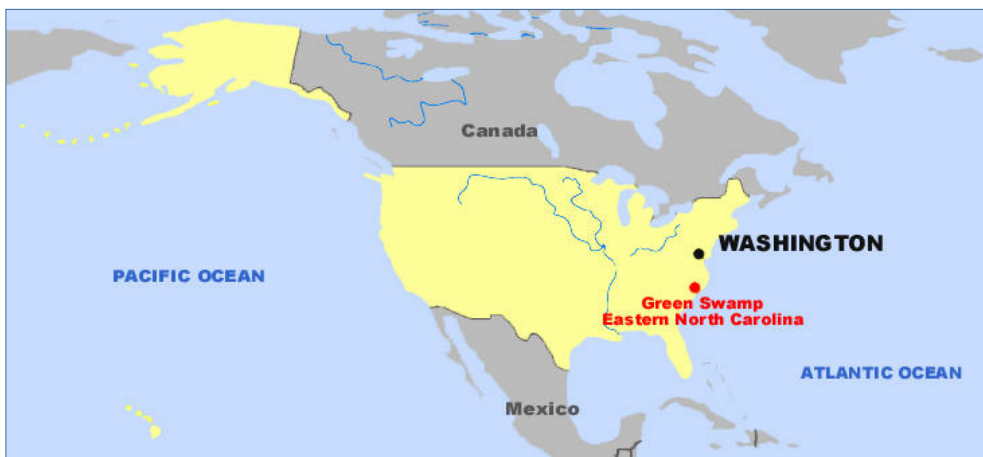 Canada
WASHINGTON
PACIFIC OCEAN
Green Swamp
Eastern North Carolina
ATLANTIC OCEAN
Mexico